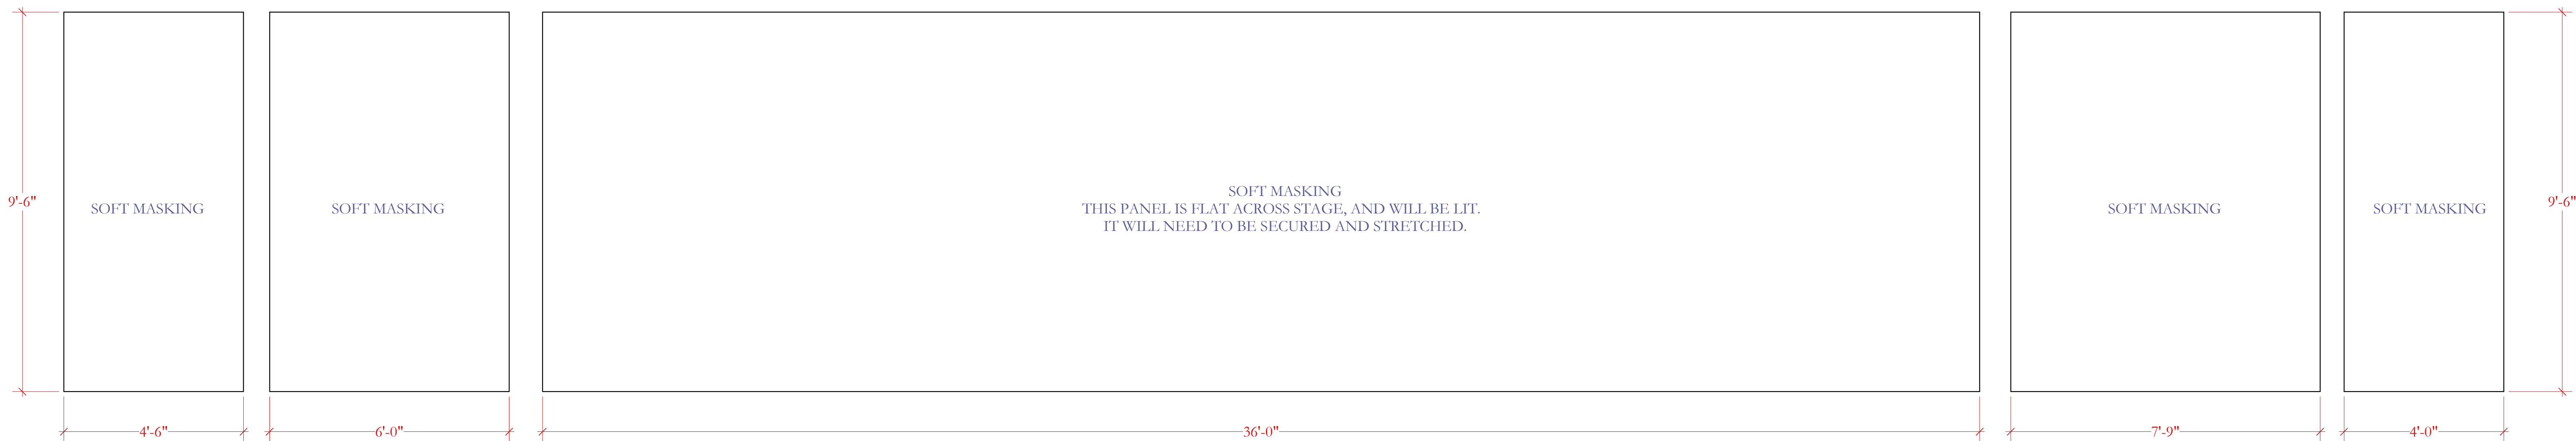 9'-6"
SOFT MASKING
SOFT MASKING
SOFT MASKING
THIS PANEL IS FLAT ACROSS STAGE, AND WILL BE LIT.
IT WILL NEED TO BE SECURED AND STRETCHED.
SOFT MASKING
SOFT MASKING
9'-6"
4'-6"
6'-0"
36'-0"
7'-9"
4'-0"